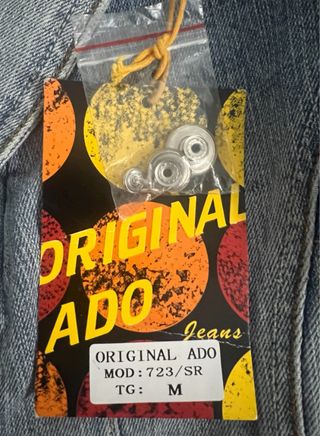 ORIGINAL
ADO
Jeans
ORIGINAL ADO
MOD:723/SR
TG: M